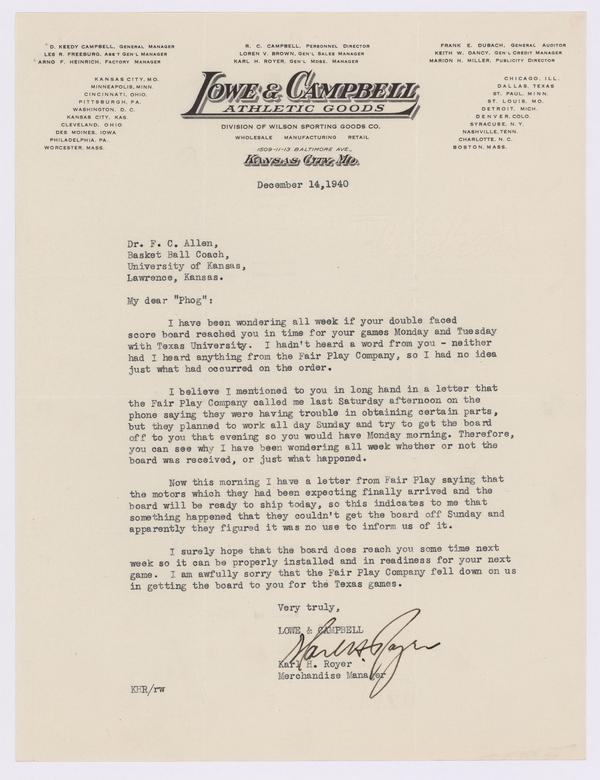 D. KEEDY CAMPBELL, GENERAL MANAGER
LES R. FREEBURG, ASS'T GEN'L MANAGER
ARNO F. HEINRICH, FACTORY MANAGER
R. C. CAMPBELL, PERSONNEL DIRECTOR
LOREN V. BROWN, GEN'L SALES MANAGER
KARL H. ROYER, GEN'L MDSE. MANAGER
FRANK E. DUBACH, GENERAL AUDITOR
KEITH W. DANCY, GEN'L CREDIT MANAGER
MARION H. MILLER, PUBLICITY DIRECTOR
KANSAS CITY, MO.
MINNEAPOLIS, MINN.
CINCINNATI, OHIO.
PITTSBURGH, PA.
WASHINGTON, D. C.
KANSAS CITY, KAS.
CLEVELAND, OHIO
DES MOINES, IOWA
PHILADELPHIA, PA.
WORCESTER, MASS.
LOWE & CAMPBELL
ATHLETIC GOODS
DIVISION OF WILSON SPORTING GOODS CO.
WHOLESALE MANUFACTURING RETAIL
1509-11-13 BALTIMORE AVE.,
KANSAS CITY, MO.
CHICAGO, ILL.
DALLAS, TEXAS
ST. PAUL, MINN.
ST. LOUIS, MO.
DETROIT, MICH.
DENVER, COLO.
SYRACUSE, N. Y.
NASHVILLE, TENN.
CHARLOTTE, N. C.
BOSTON, MASS.
December 14,1940
Dr. F. C. Allen,
Basket Ball Coach,
University of Kansas,
Lawrence, Kansas.
My dear "Phog":
I have been wondering all week if your double faced
score board reached you in time for your games Monday and Tuesday
with Texas University. I hadn't heard a word from you - neither
had I heard anything from the Fair Play Company, so I had no idea
just what had occurred on the order.
I believe I mentioned to you in long hand in a letter that
the Fair Play Company called me last Saturday afternoon on the
phone saying they were having trouble in obtaining certain parts,
but they planned to work all day Sunday and try to get the board
off to you that evening so you would have Monday morning. Therefore,
you can see why I have been wondering all week whether or not the
board was received, or just what happened.
Now this morning I have a letter from Fair Play saying that
the motors which they had been expecting finally arrived and the
board will be ready to ship today, so this indicates to me that
something happened that they couldn't get the board off Sunday and
apparently they figured it was no use to inform us of it.
I surely hope that the board does reach you some time next
week so it can be properly installed and in readiness for your next
game. I am awfully sorry that the Fair Play Company fell down on us
in getting the board to you for the Texas games.
Very truly,
LOWE & CAMPBELL
Karl H. Royer
Karl H. Royer
Merchandise Manager
KHR/rw